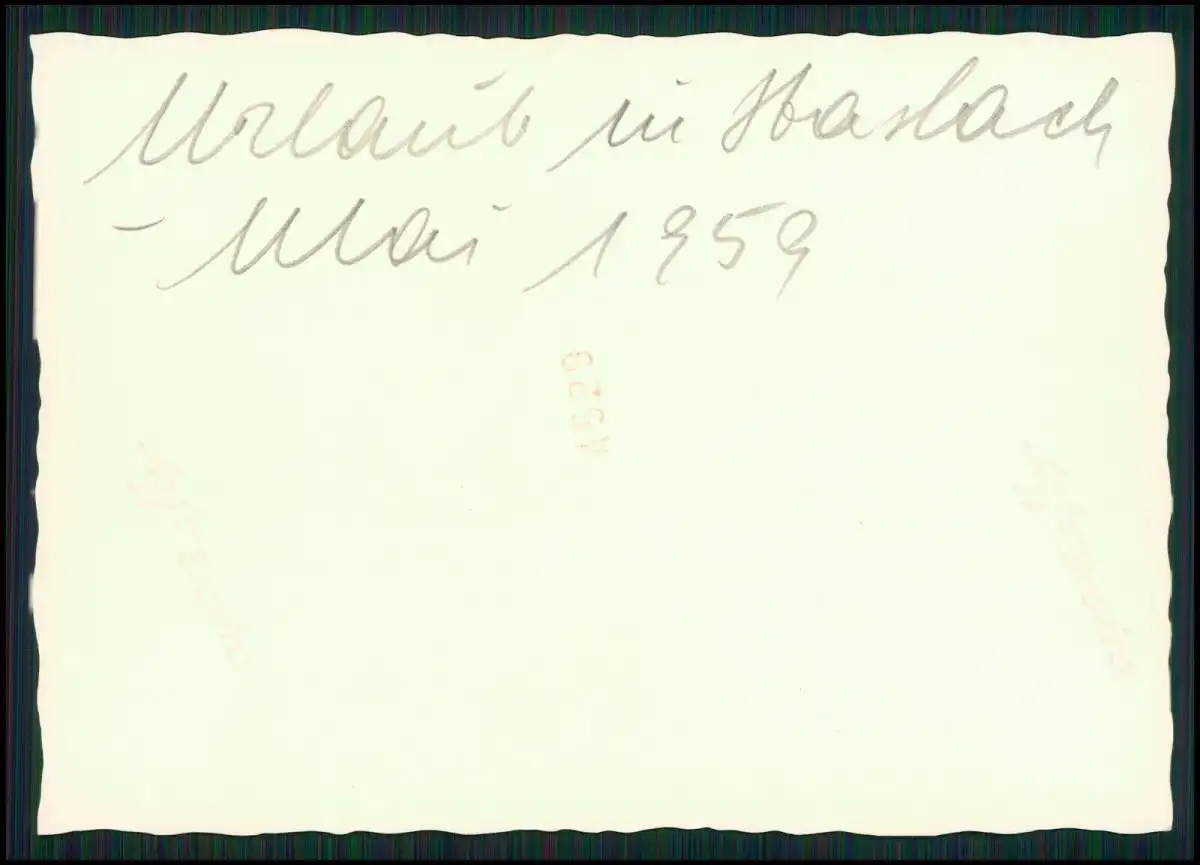 Urlaub in Haslach
- Mai 1959